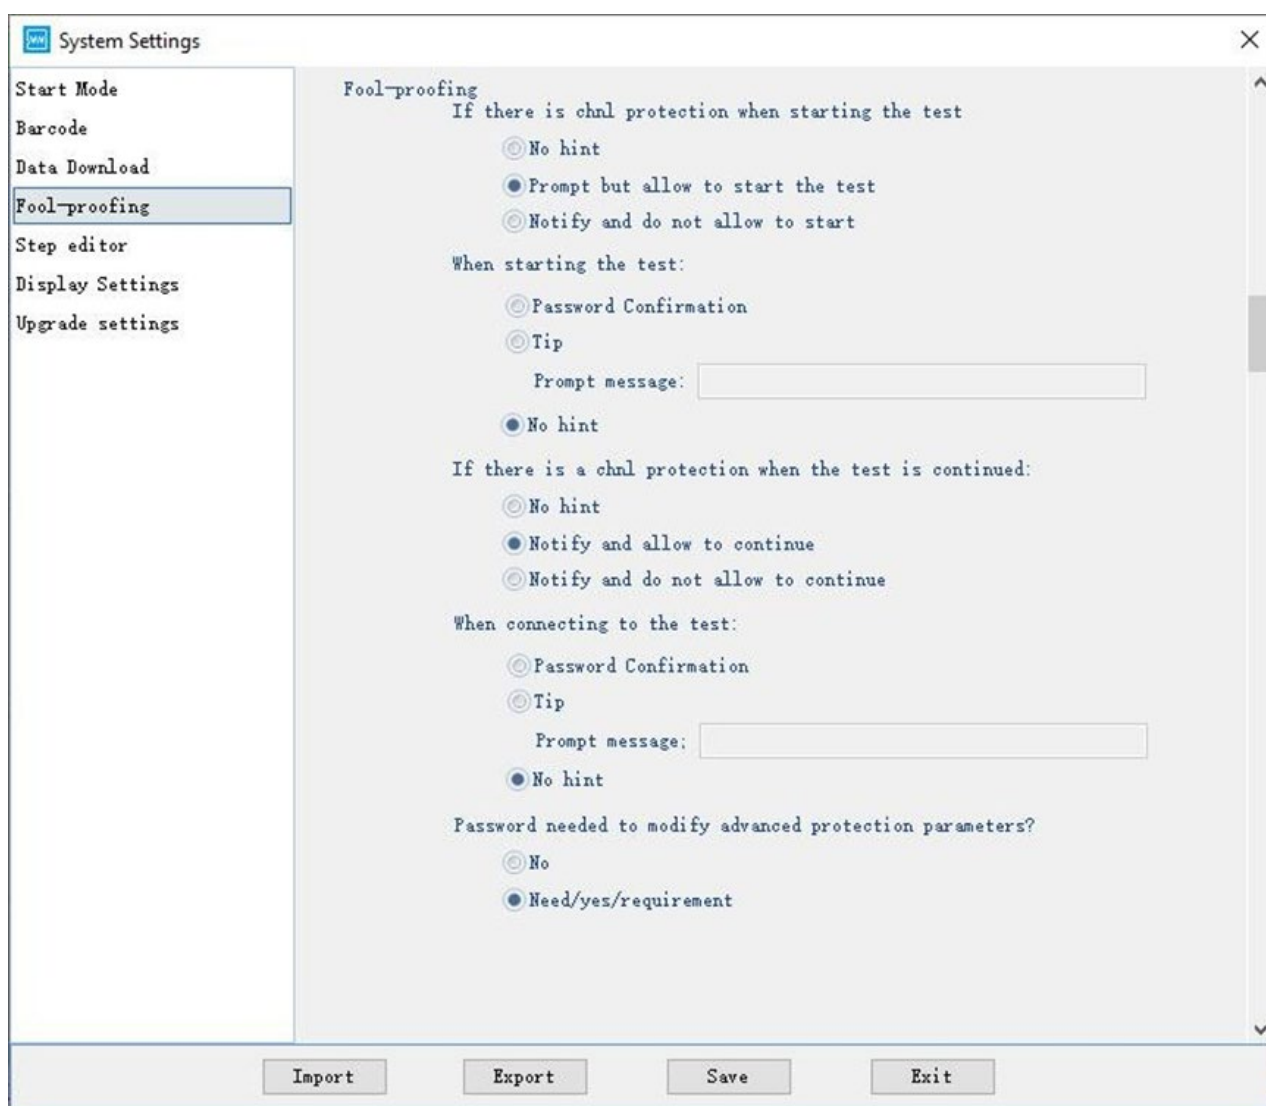 System Settings
Start Mode
Barcode
Data Download
Fool-proofing
Step editor
Display Settings
Upgrade settings
Fool-proofing
If there is chnl protection when starting the test
No hint
Prompt but allow to start the test
Notify and do not allow to start
When starting the test:
Password Confirmation
Tip
Prompt message:
No hint
If there is a chnl protection when the test is continued:
No hint
Notify and allow to continue
Notify and do not allow to continue
When connecting to the test:
Password Confirmation
Tip
Prompt message;
No hint
Password needed to modify advanced protection parameters?
No
Need/yes/requirement
Import Export Save Exit